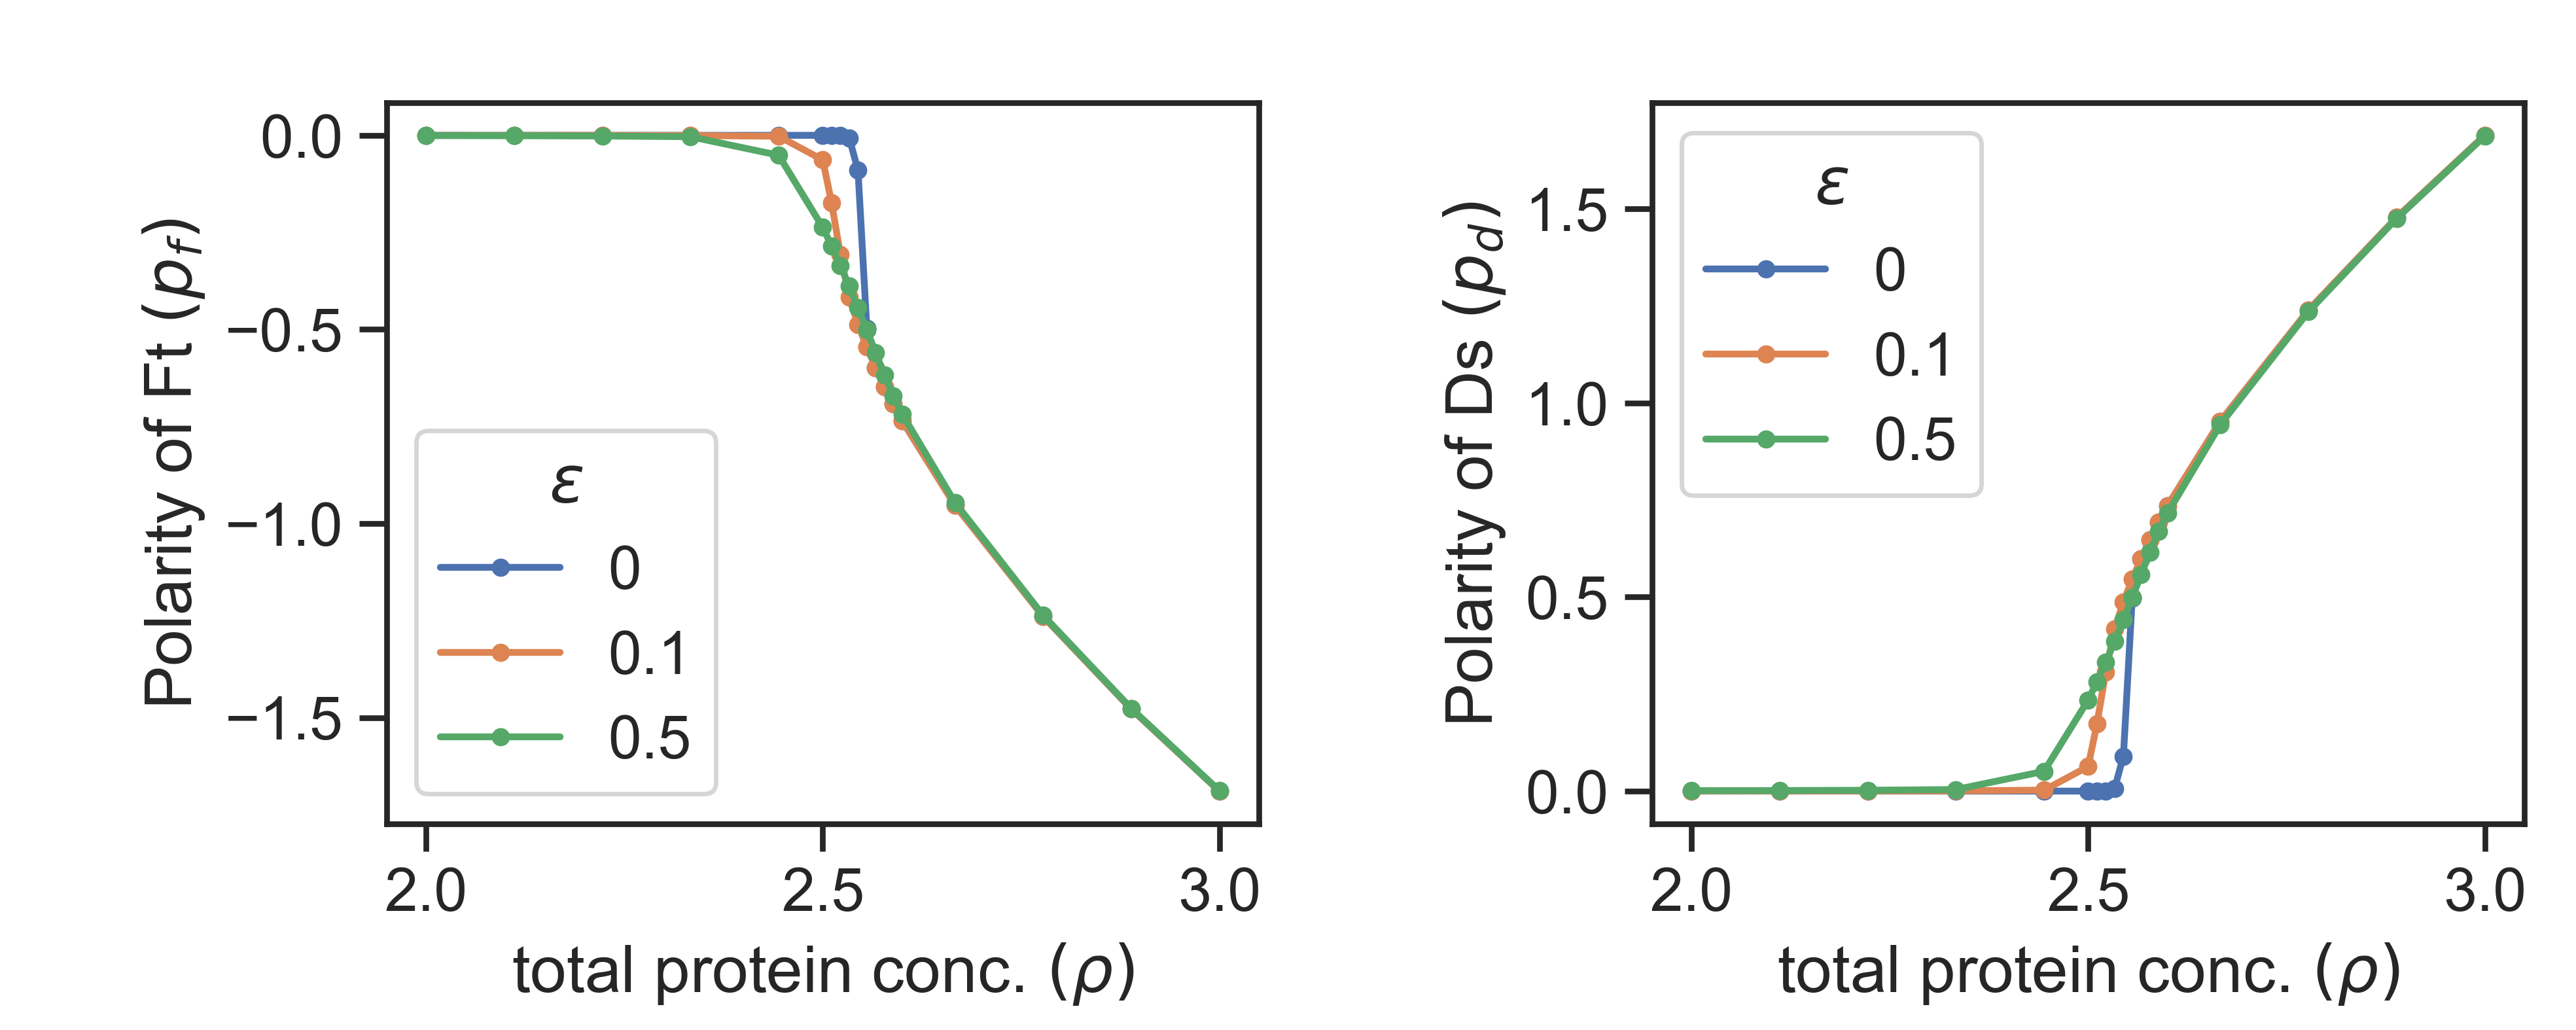 Polarity of Ft (p_f)
0.0
−0.5
−1.0
−1.5
ε
0
0.1
0.5
2.0 2.5 3.0
total protein conc. (ρ)
Polarity of Ds (p_d)
1.5
1.0
0.5
0.0
ε
0
0.1
0.5
2.0 2.5 3.0
total protein conc. (ρ)